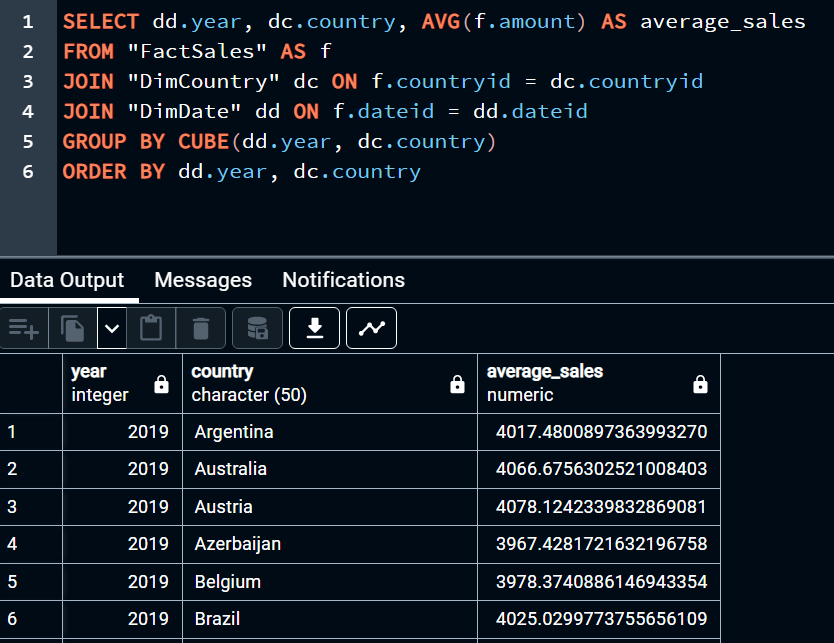 1 SELECT dd.year, dc.country, AVG(f.amount) AS average_sales
2 FROM "FactSales" AS f
3 JOIN "DimCountry" dc ON f.countryid = dc.countryid
4 JOIN "DimDate" dd ON f.dateid = dd.dateid
5 GROUP BY CUBE(dd.year, dc.country)
6 ORDER BY dd.year, dc.country
Data Output Messages Notifications
year country average_sales
integer character (50) numeric
1 2019 Argentina 4017.4800897363993270
2 2019 Australia 4066.6756302521008403
3 2019 Austria 4078.1242339832869081
4 2019 Azerbaijan 3967.4281721632196758
5 2019 Belgium 3978.3740886146943354
6 2019 Brazil 4025.0299773755656109